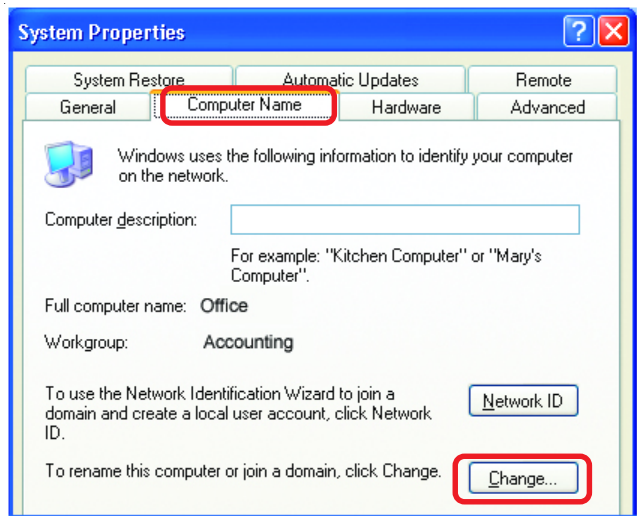 System Properties
System Restore Automatic Updates Remote
General Computer Name Hardware Advanced
Windows uses the following information to identify your computer
on the network.
Computer description:
For example: "Kitchen Computer" or "Mary's
Computer".
Full computer name: Office
Workgroup: Accounting
To use the Network Identification Wizard to join a
domain and create a local user account, click Network
ID.
Network ID
To rename this computer or join a domain, click Change.
Change...